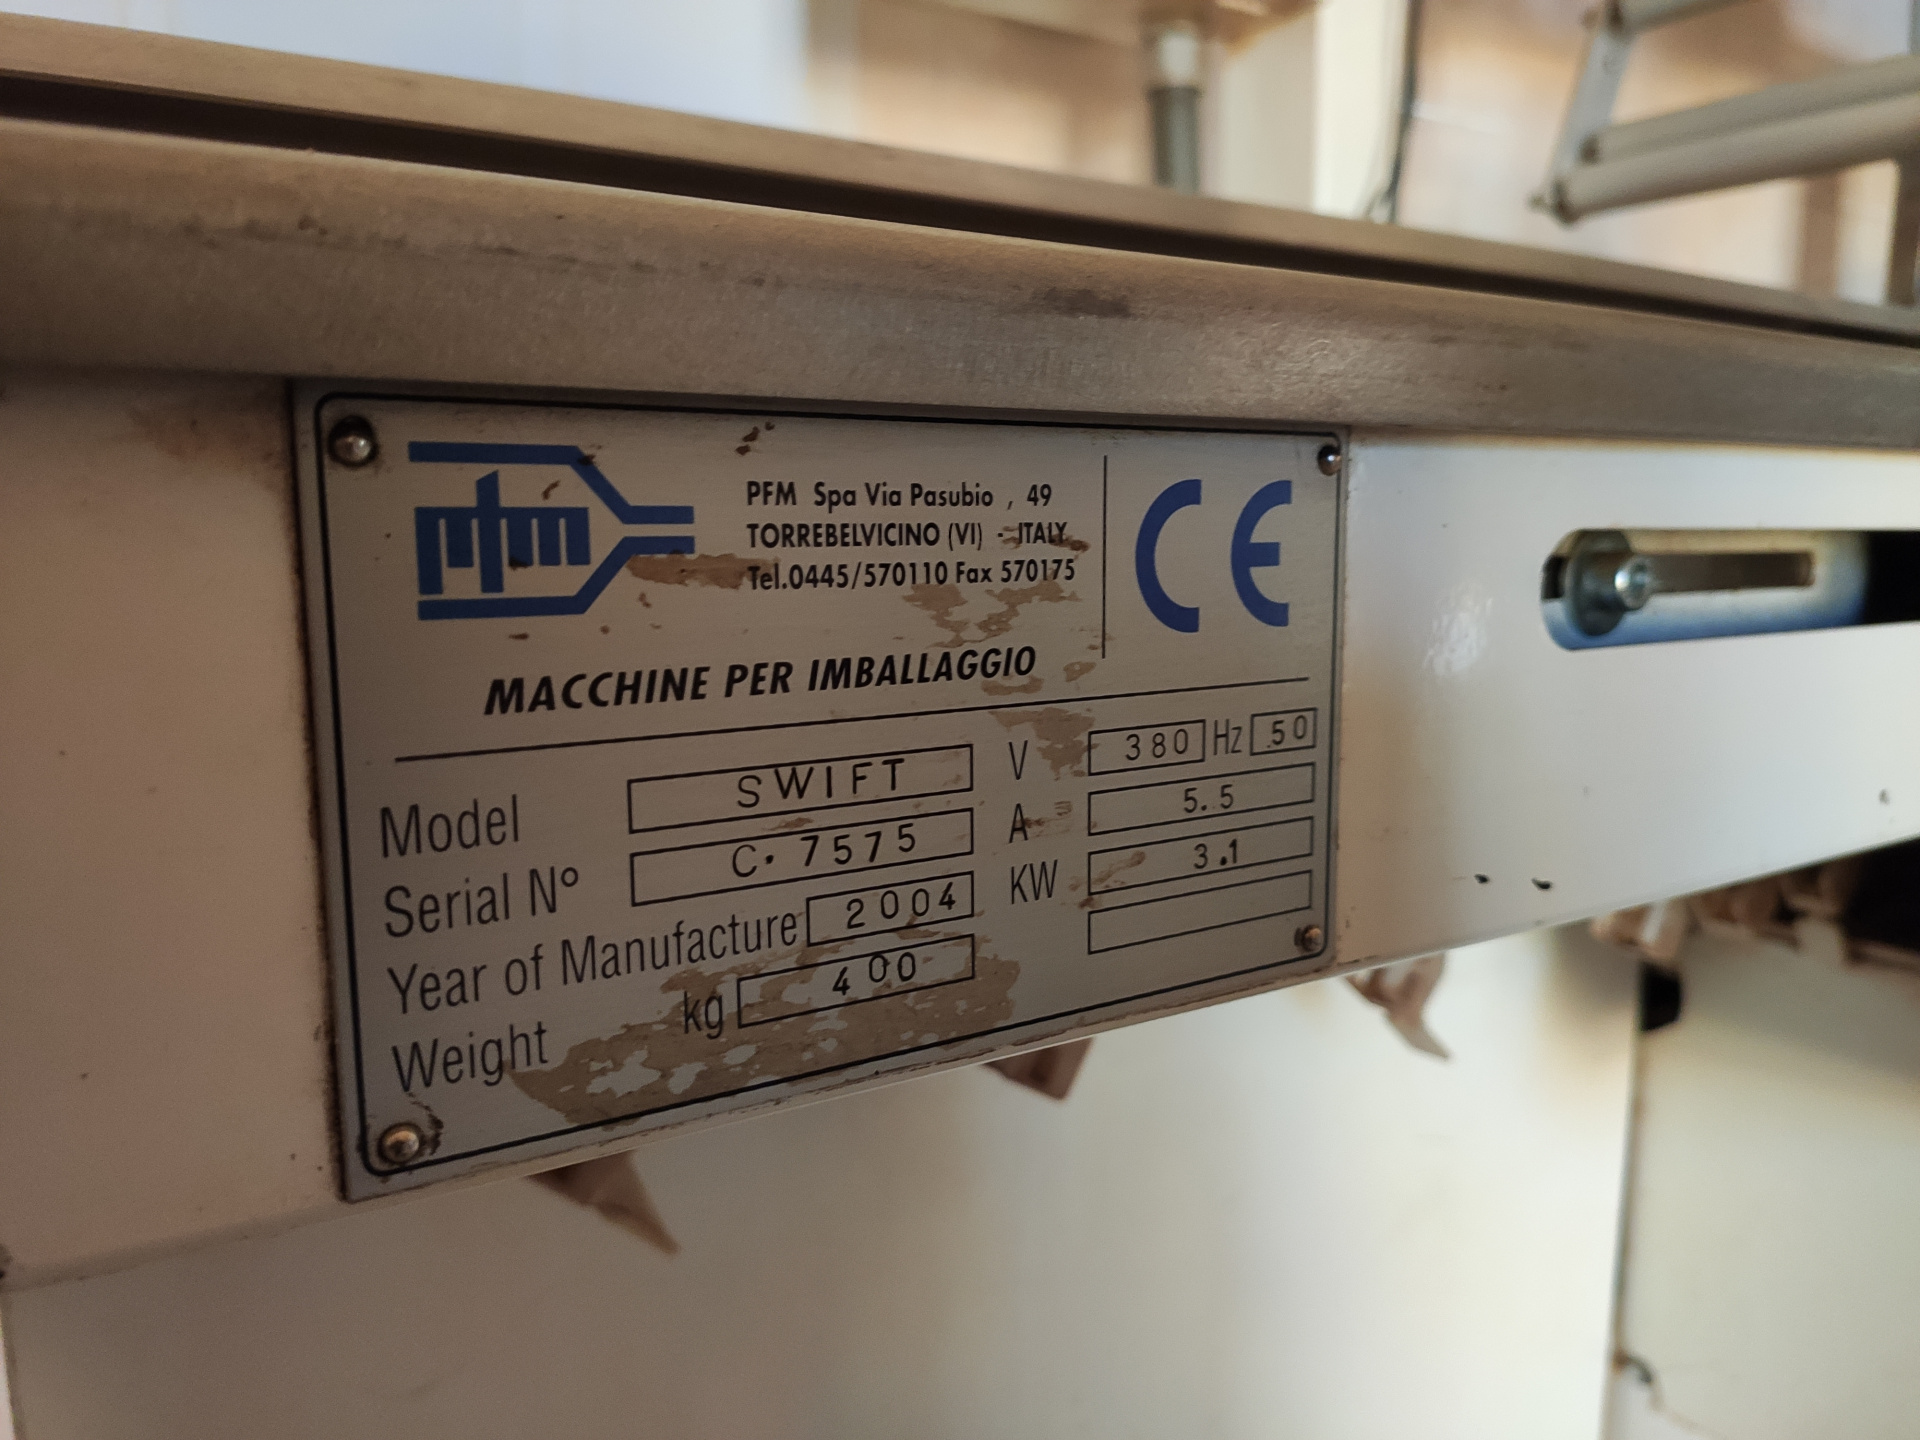 pfm
PFM Spa Via Pasubio , 49
TORREBELVICINO (VI) - ITALY
Tel.0445/570110 Fax 570175
CE
MACCHINE PER IMBALLAGGIO
Model SWIFT
Serial N° C. 7575
Year of Manufacture 2004
Weight kg 400
V 380 Hz 50
A 5.5
KW 3.1